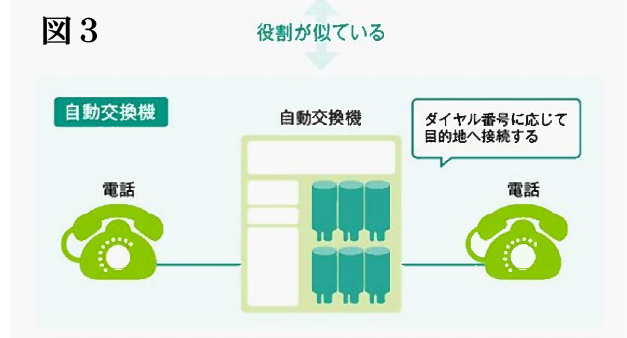 図3
役割が似ている
自動交換機
自動交換機
ダイヤル番号に応じて
目的地へ接続する
電話
電話